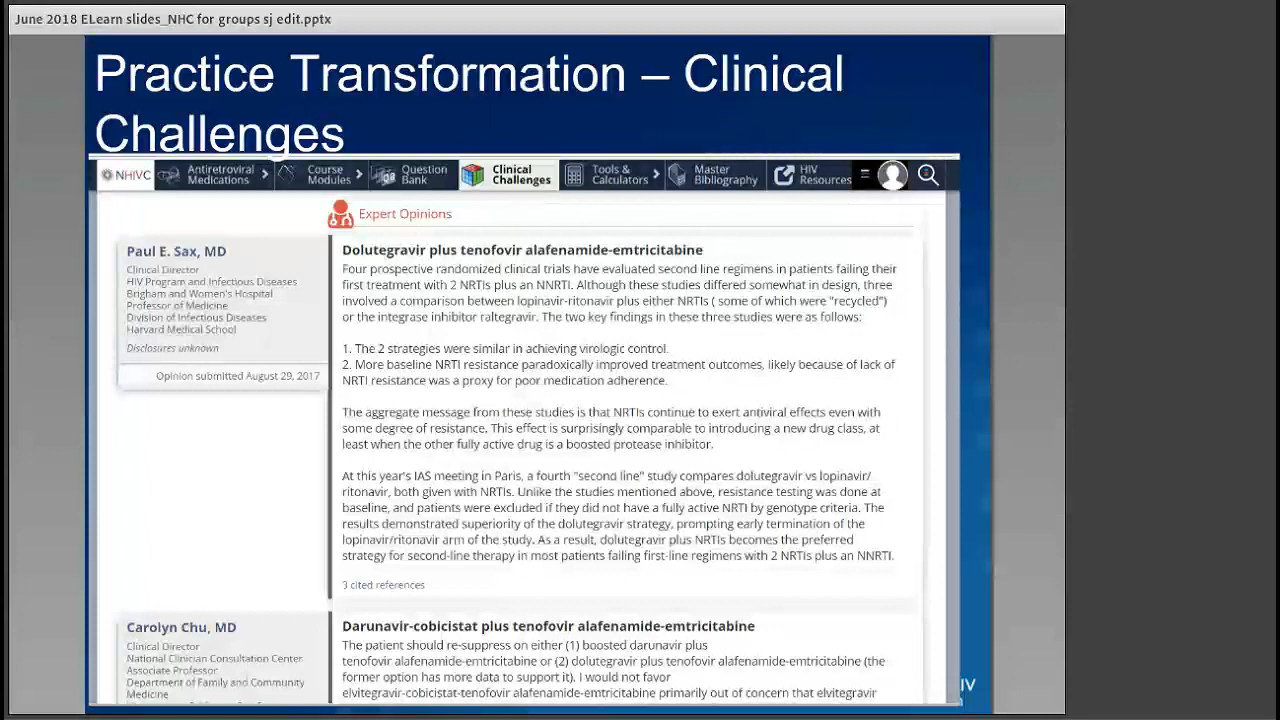 June 2018 ELearn slides_NHC for groups sj edit.pptx
Practice Transformation – Clinical
Challenges
NHIVC
Antiretroviral
Medications
Course
Modules
Question
Bank
Clinical
Challenges
Tools &
Calculators
Master
Bibliography
HIV
Resources
Expert Opinions
Paul E. Sax, MD
Clinical Director
HIV Program and Infectious Diseases
Brigham and Women's Hospital
Professor of Medicine
Division of Infectious Diseases
Harvard Medical School
Disclosures unknown
Opinion submitted August 29, 2017
Dolutegravir plus tenofovir alafenamide-emtricitabine
Four prospective randomized clinical trials have evaluated second line regimens in patients failing their
first treatment with 2 NRTIs plus an NNRTI. Although these studies differed somewhat in design, three
involved a comparison between lopinavir-ritonavir plus either NRTIs ( some of which were "recycled")
or the integrase inhibitor raltegravir. The two key findings in these three studies were as follows:
1. The 2 strategies were similar in achieving virologic control.
2. More baseline NRTI resistance paradoxically improved treatment outcomes, likely because of lack of
NRTI resistance was a proxy for poor medication adherence.
The aggregate message from these studies is that NRTIs continue to exert antiviral effects even with
some degree of resistance. This effect is surprisingly comparable to introducing a new drug class, at
least when the other fully active drug is a boosted protease inhibitor.
At this year's IAS meeting in Paris, a fourth "second line" study compares dolutegravir vs lopinavir/
ritonavir, both given with NRTIs. Unlike the studies mentioned above, resistance testing was done at
baseline, and patients were excluded if they did not have a fully active NRTI by genotype criteria. The
results demonstrated superiority of the dolutegravir strategy, prompting early termination of the
lopinavir/ritonavir arm of the study. As a result, dolutegravir plus NRTIs becomes the preferred
strategy for second-line therapy in most patients failing first-line regimens with 2 NRTIs plus an NNRTI.
3 cited references
Carolyn Chu, MD
Clinical Director
National Clinician Consultation Center
Associate Professor
Department of Family and Community
Medicine
Darunavir-cobicistat plus tenofovir alafenamide-emtricitabine
The patient should re-suppress on either (1) boosted darunavir plus
tenofovir alafenamide-emtricitabine or (2) dolutegravir plus tenofovir alafenamide-emtricitabine (the
former option has more data to support it). I would not favor
elvitegravir-cobicistat-tenofovir alafenamide-emtricitabine primarily out of concern that elvitegravir
IV